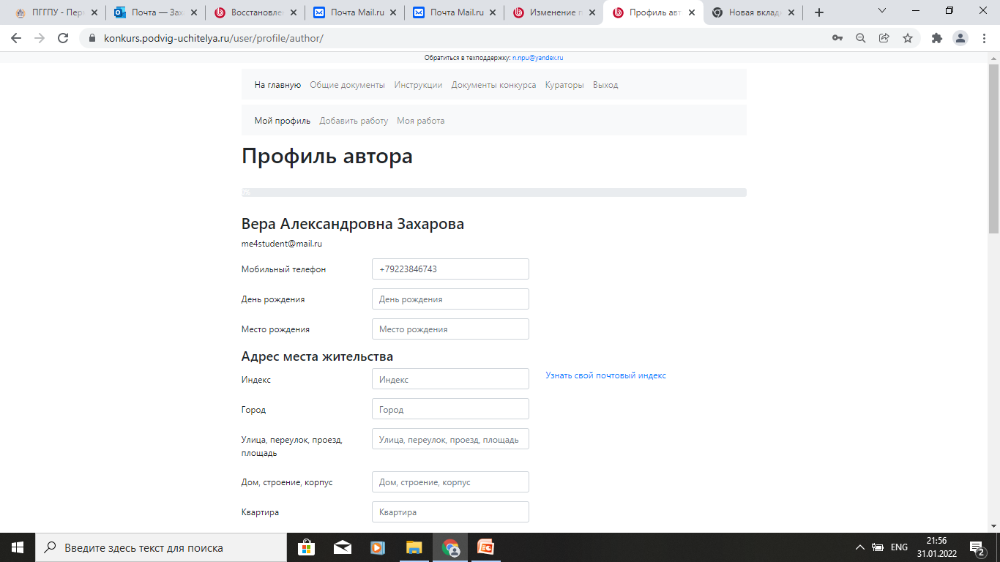 ПГГПУ - Перм
Почта — Заха
Восстановлен
Почта Mail.ru
Почта Mail.ru
Изменение п
Профиль авт
Новая вкладк
konkurs.podvig-uchitelya.ru/user/profile/author/
Обратиться в техподдержку: n.npu@yandex.ru
На главную Общие документы Инструкции Документы конкурса Кураторы Выход
Мой профиль Добавить работу Моя работа
Профиль автора
Вера Александровна Захарова
me4student@mail.ru
Мобильный телефон +79223846743
День рождения День рождения
Место рождения Место рождения
Адрес места жительства
Индекс Индекс Узнать свой почтовый индекс
Город Город
Улица, переулок, проезд, Улица, переулок, проезд, площадь
площадь
Дом, строение, корпус Дом, строение, корпус
Квартира Квартира
Введите здесь текст для поиска
ENG
21:56
31.01.2022
2